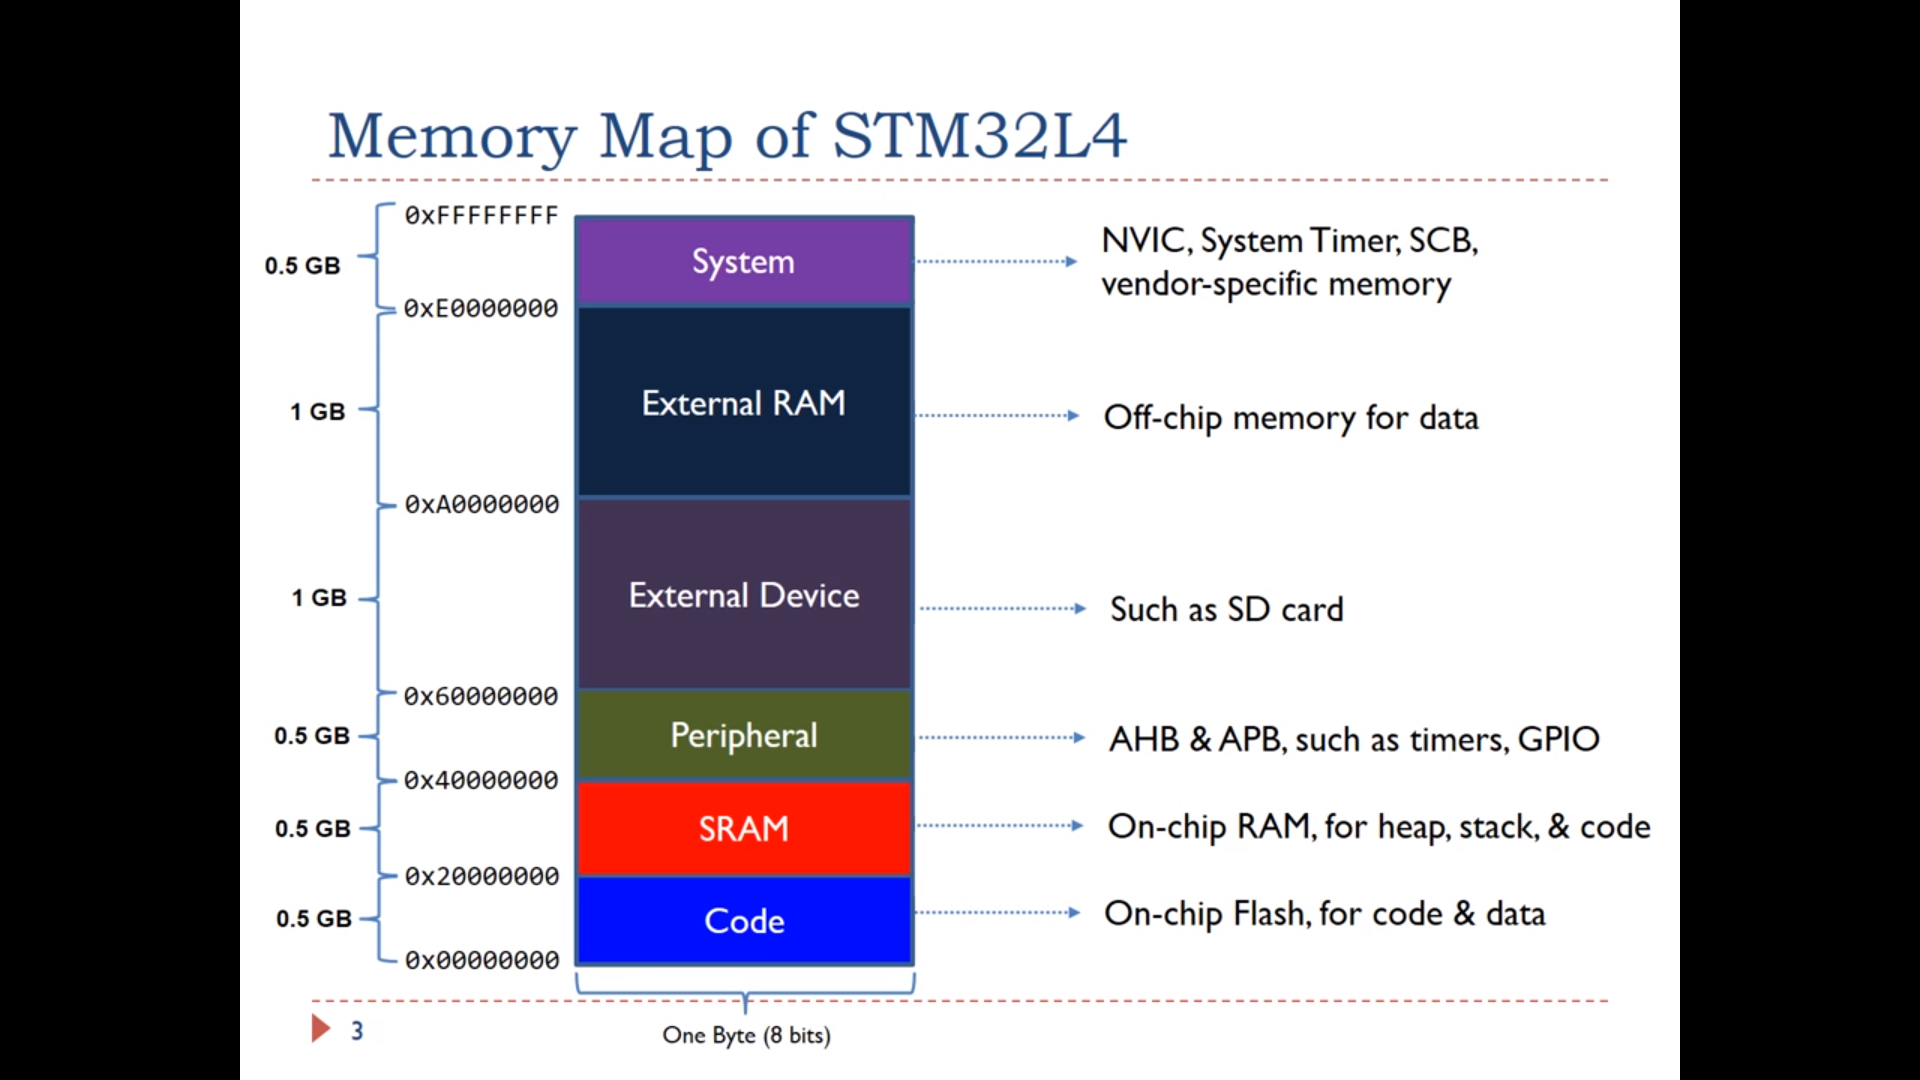 Memory Map of STM32L4
0xFFFFFFFF
0.5 GB
System
NVIC, System Timer, SCB,
vendor-specific memory
0xE0000000
1 GB
External RAM
Off-chip memory for data
0xA0000000
1 GB
External Device
Such as SD card
0x60000000
0.5 GB
Peripheral
AHB & APB, such as timers, GPIO
0x40000000
0.5 GB
SRAM
On-chip RAM, for heap, stack, & code
0x20000000
0.5 GB
Code
On-chip Flash, for code & data
0x00000000
3
One Byte (8 bits)